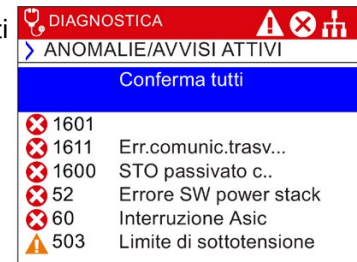 ti
DIAGNOSTICA
> ANOMALIE/AVVISI ATTIVI
Conferma tutti
1601
1611 Err.comunic.trasv...
1600 STO passivato c..
52 Errore SW power stack
60 Interruzione Asic
503 Limite di sottotensione